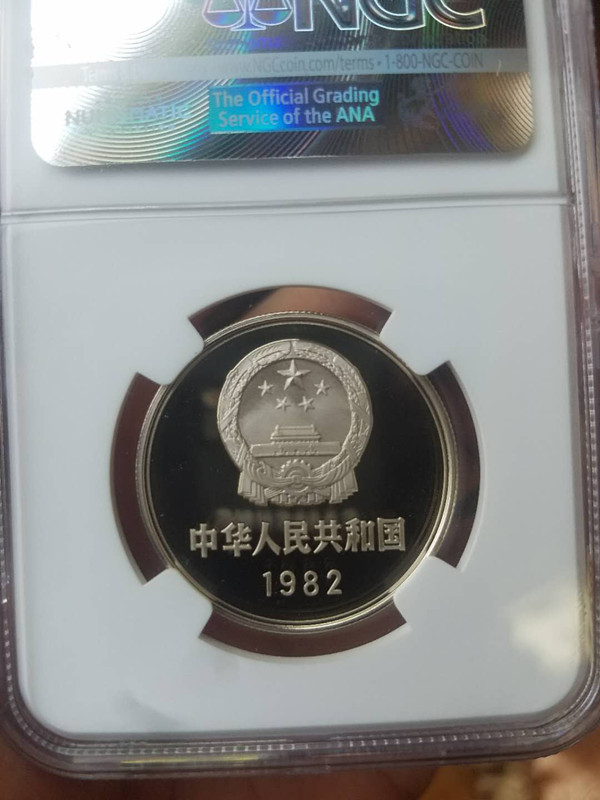 NGC
www.NGCcoin.com/terms • 1-800-NGC-COIN
The Official Grading
Service of the ANA
中华人民共和国
1982